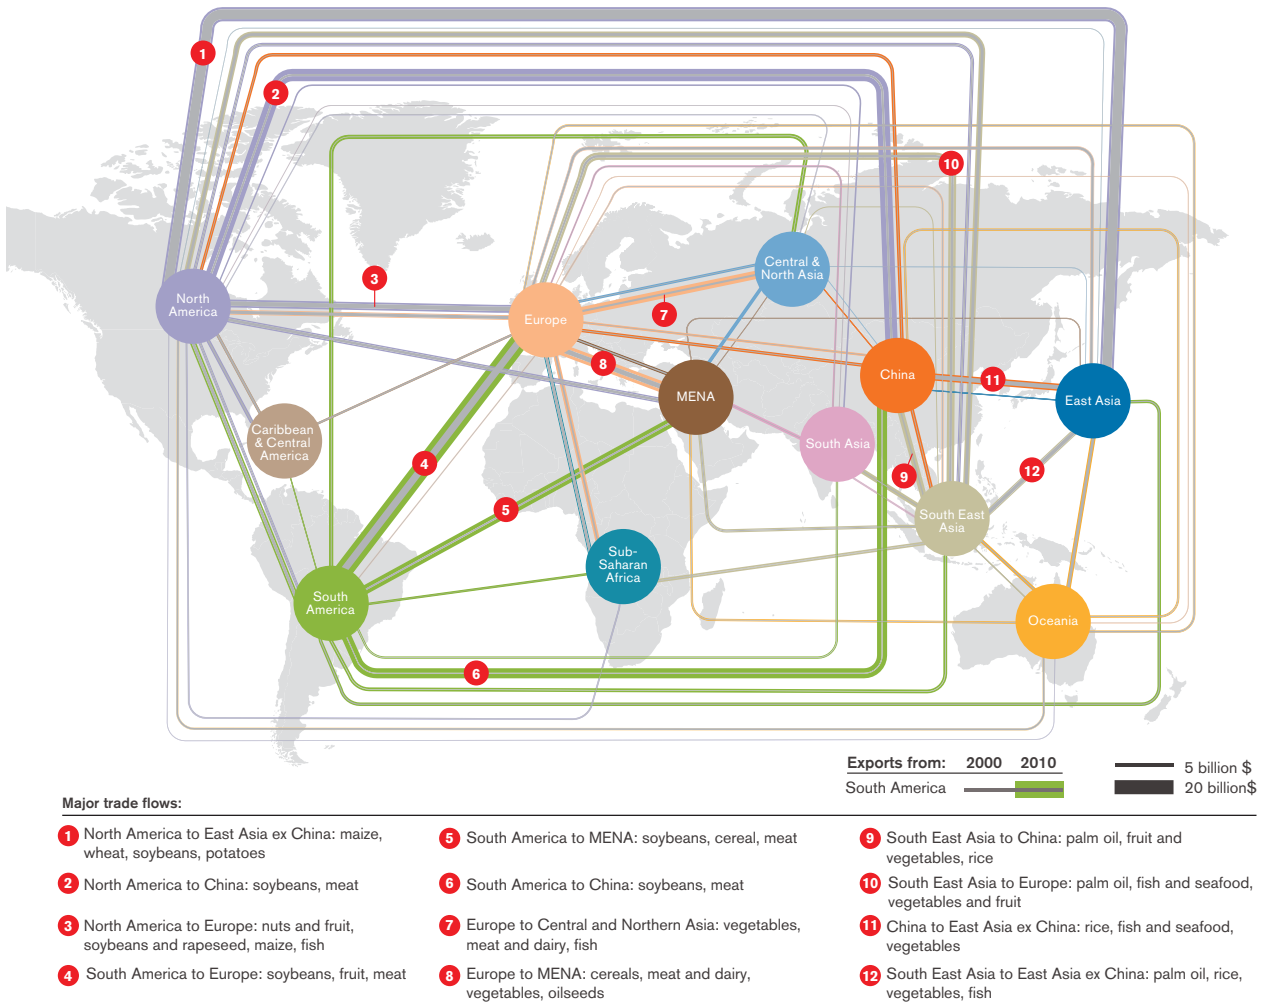 1
2
10
3
North
America
Central &
North Asia
Europe
7
8
MENA
China
11
East Asia
Caribbean
& Central
America
South Asia
4
9
12
5
South East
Asia
Sub-
Saharan
Africa
South
America
Oceania
6
Exports from: 2000 2010
South America
5 billion $
20 billion$
Major trade flows:
1 North America to East Asia ex China: maize,
wheat, soybeans, potatoes
2 North America to China: soybeans, meat
3 North America to Europe: nuts and fruit,
soybeans and rapeseed, maize, fish
4 South America to Europe: soybeans, fruit, meat
5 South America to MENA: soybeans, cereal, meat
6 South America to China: soybeans, meat
7 Europe to Central and Northern Asia: vegetables,
meat and dairy, fish
8 Europe to MENA: cereals, meat and dairy,
vegetables, oilseeds
9 South East Asia to China: palm oil, fruit and
vegetables, rice
10 South East Asia to Europe: palm oil, fish and seafood,
vegetables and fruit
11 China to East Asia ex China: rice, fish and seafood,
vegetables
12 South East Asia to East Asia ex China: palm oil, rice,
vegetables, fish